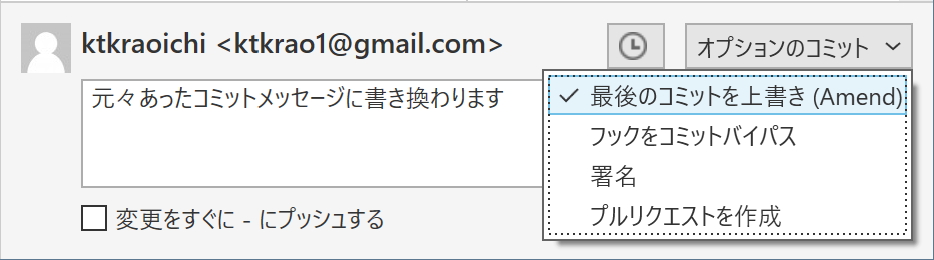 ktkraoichi <ktkrao1@gmail.com>
オプションのコミット
元々あったコミットメッセージに書き換わります
最後のコミットを上書き (Amend)
フックをコミットバイパス
署名
プルリクエストを作成
変更をすぐに - にプッシュする